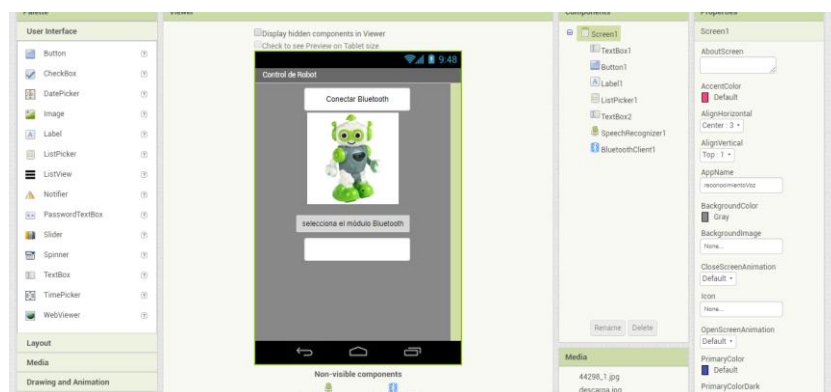 Palette
Viewer
Components
Properties
User Interface
Button
CheckBox
DatePicker
Image
Label
ListPicker
ListView
Notifier
PasswordTextBox
Slider
Spinner
TextBox
TimePicker
WebViewer
Layout
Media
Drawing and Animation
Display hidden components in Viewer
Check to see Preview on Tablet size.
9:48
Control de Robot
Conectar Bluetooth
selecciona el módulo Bluetooth
Non-visible components
Screen1
TextBox1
Button1
Label1
ListPicker1
TextBox2
SpeechRecognizer1
BluetoothClient1
Rename Delete
Media
44298_1.jpg
descarga.jpg
Screen1
AboutScreen
AccentColor
Default
AlignHorizontal
Center : 3
AlignVertical
Top : 1
AppName
reconocimientoVoz
BackgroundColor
Gray
BackgroundImage
None...
CloseScreenAnimation
Default
Icon
None...
OpenScreenAnimation
Default
PrimaryColor
Default
PrimaryColorDark